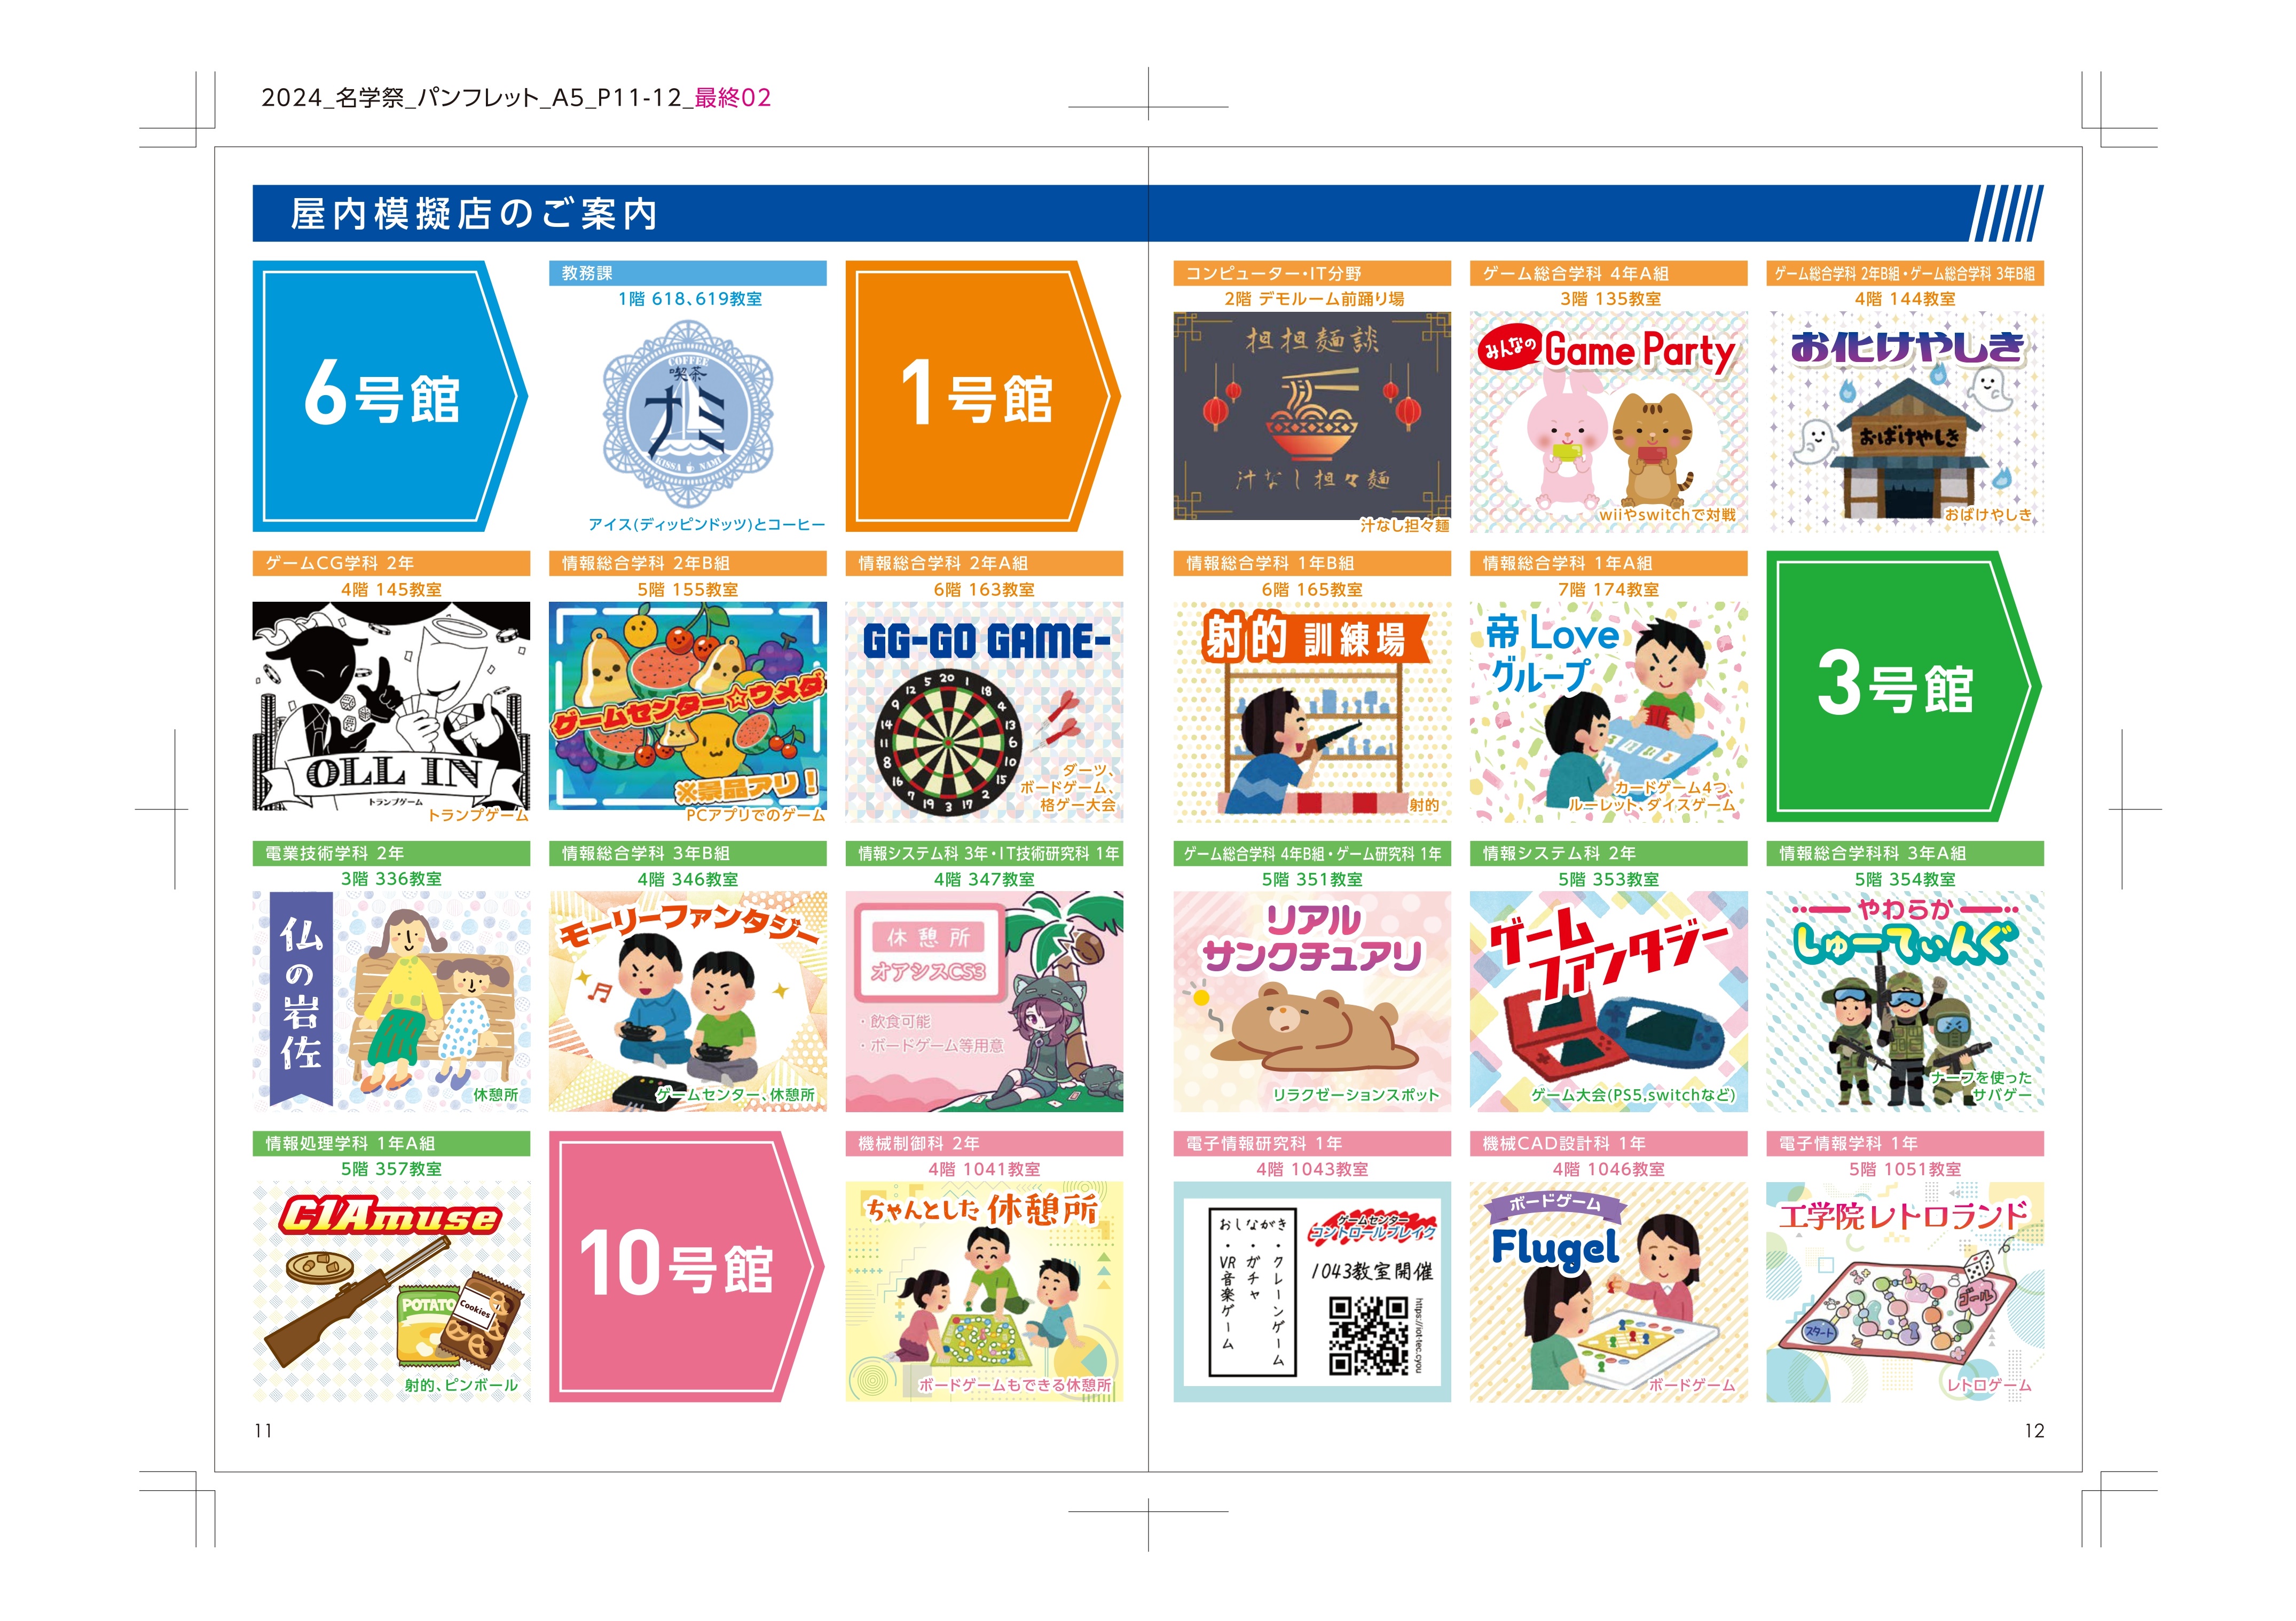 2024_名学祭_パンフレット_A5_P11-12_最終02
屋内模擬店のご案内
6号館
教務課
1階 618、619教室
COFFEE
喫茶
ナミ
KISSA NAMI
アイス(ディッピンドッツ)とコーヒー
1号館
コンピューター・IT分野
2階 デモルーム前踊り場
担担麺談
汁なし担々麺
汁なし担々麺
ゲーム総合学科 4年A組
3階 135教室
みんなの
Game Party
wiiやswitchで対戦
ゲーム総合学科 2年B組・ゲーム総合学科 3年B組
4階 144教室
お化けやしき
おばけやしき
おばけやしき
ゲームCG学科 2年
4階 145教室
OLL IN
トランプゲーム
トランプゲーム
情報総合学科 2年B組
5階 155教室
ゲームセンター☆ウメダ
※景品アリ！
PCアプリでのゲーム
情報総合学科 2年A組
6階 163教室
GG-GO GAME-
20 1 18 4 13 6 10 15 2 17 3 19 7 16 8 11 14 9 12 5
ダーツ、
ボードゲーム、
格ゲー大会
情報総合学科 1年B組
6階 165教室
射的 訓練場
射的
情報総合学科 1年A組
7階 174教室
帝 Love
グループ
カードゲーム4つ、
ルーレット、ダイスゲーム
3号館
電業技術学科 2年
3階 336教室
仏の岩佐
休憩所
情報総合学科 3年B組
4階 346教室
モーリーファンタジー
ゲームセンター、休憩所
情報システム科 3年・IT技術研究科 1年
4階 347教室
休憩所
オアシスCS3
・飲食可能
・ボードゲーム等用意
ゲーム総合学科 4年B組・ゲーム研究科 1年
5階 351教室
リアル
サンクチュアリ
リラクゼーションスポット
情報システム科 2年
5階 353教室
ゲーム
ファンタジー
ゲーム大会(PS5,switchなど)
情報総合学科科 3年A組
5階 354教室
やわらか
しゅーてぃんぐ
ナーフを使った
サバゲー
情報処理学科 1年A組
5階 357教室
C1Amuse
POTATO
Cookies
射的、ピンボール
10号館
機械制御科 2年
4階 1041教室
ちゃんとした 休憩所
ボードゲームもできる休憩所
電子情報研究科 1年
4階 1043教室
おしながき
・クレーンゲーム
・ガチャ
・VR音楽ゲーム
ゲームセンター
コントロールブレイク
1043教室開催
https://iot-tec.cyou
機械CAD設計科 1年
4階 1046教室
ボードゲーム
Flugel
ボードゲーム
電子情報学科 1年
5階 1051教室
工学院レトロランド
ゴール
スタート
レトロゲーム
11
12